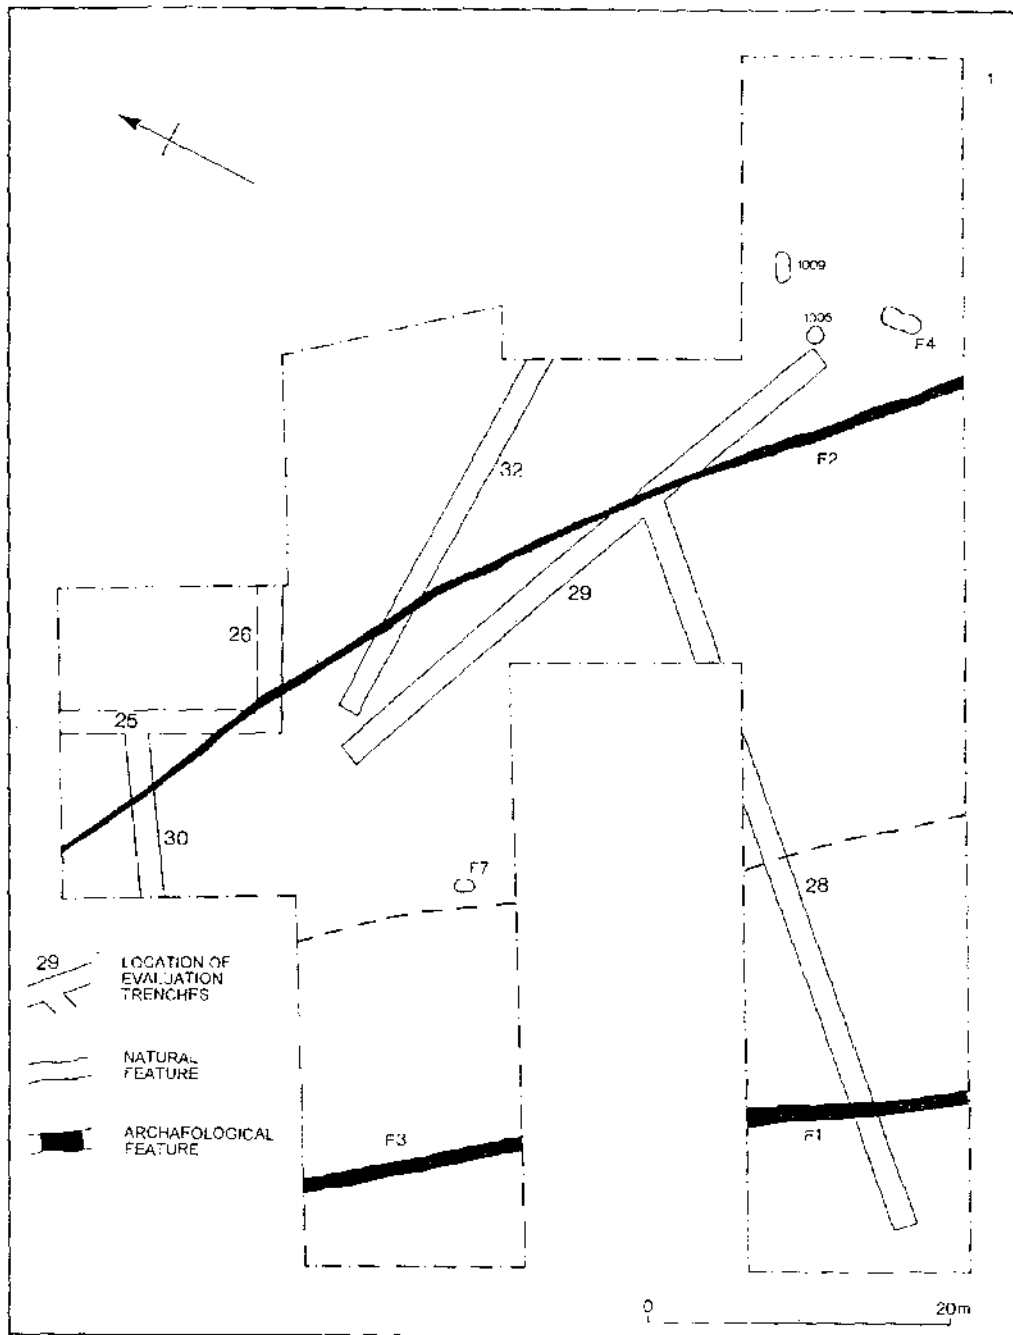 1
1009
1006
F4
F2
32
29
26
25
30
F7
28
29
LOCATION OF
EVALUATION
TRENCHES
NATURAL
FEATURE
ARCHAEOLOGICAL
FEATURE
F3
F1
0
20m